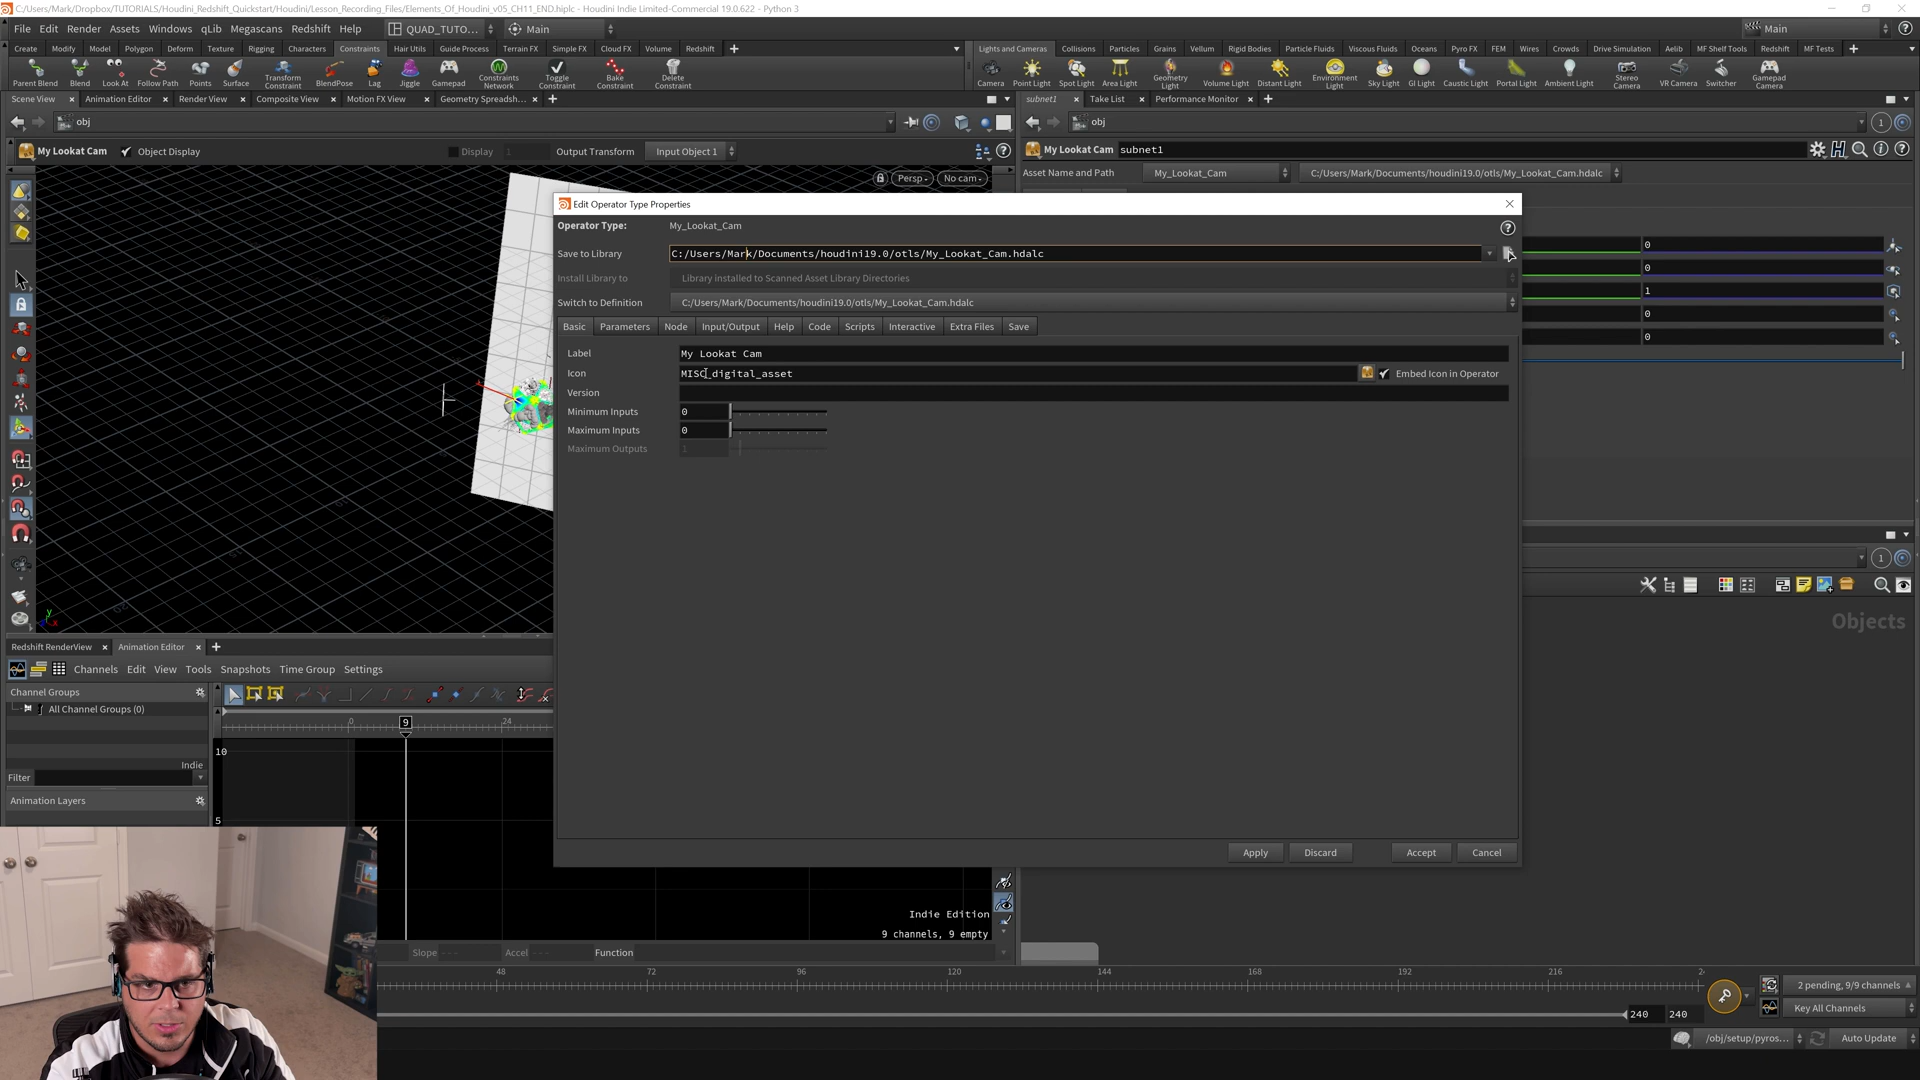 C:/Users/Mark/Dropbox/TUTORIALS/Houdini_Redshift_Quickstart/Houdini/Lesson_Recording_Files/Elements_Of_Houdini_v05_CH11_END.hiplc - Houdini Indie Limited-Commercial 19.0.622 - Python 3
File Edit Render Assets Windows qLib Megascans Redshift Help QUAD_TUTO... Main Main
Create Modify Model Polygon Deform Texture Rigging Characters Constraints Hair Utils Guide Process Terrain FX Simple FX Cloud FX Volume Redshift
Lights and Cameras Collisions Particles Grains Vellum Rigid Bodies Particle Fluids Viscous Fluids Oceans Pyro FX FEM Wires Crowds Drive Simulation Aelib MF Shelf Tools Redshift MF Tests
Parent Blend Blend Look At Follow Path Points Surface Transform Constraint BlendPose Lag Jiggle Gamepad Constraints Network Toggle Constraint Bake Constraint Delete Constraint
Camera Point Light Spot Light Area Light Geometry Light Volume Light Distant Light Environment Light Sky Light GI Light Caustic Light Portal Light Ambient Light Stereo Camera VR Camera Switcher Gamepad Camera
Scene View Animation Editor Render View Composite View Motion FX View Geometry Spreadsh...
subnet1 Take List Performance Monitor
obj
obj 1
My Lookat Cam Object Display Display 1 Output Transform Input Object 1
My Lookat Cam subnet1
Asset Name and Path My_Lookat_Cam C:/Users/Mark/Documents/houdini19.0/otls/My_Lookat_Cam.hdalc
Persp No cam
Edit Operator Type Properties
Operator Type: My_Lookat_Cam
Save to Library C:/Users/Mark/Documents/houdini19.0/otls/My_Lookat_Cam.hdalc
Install Library to Library installed to Scanned Asset Library Directories
Switch to Definition C:/Users/Mark/Documents/houdini19.0/otls/My_Lookat_Cam.hdalc
Basic Parameters Node Input/Output Help Code Scripts Interactive Extra Files Save
Label My Lookat Cam
Icon MISC_digital_asset Embed Icon in Operator
Version
Minimum Inputs 0
Maximum Inputs 0
Maximum Outputs 1
Apply Discard Accept Cancel
0
0
1
0
0
1
Objects
y
Redshift RenderView Animation Editor
Channels Edit View Tools Snapshots Time Group Settings
Channel Groups
All Channel Groups (0)
0 9 24
10
Indie
Filter
Animation Layers
5
Indie Edition
9 channels, 9 empty
Slope Accel Function
48 72 96 120 144 168 192 216
2 pending, 9/9 channels
240 240 Key All Channels
/obj/setup/pyros... Auto Update